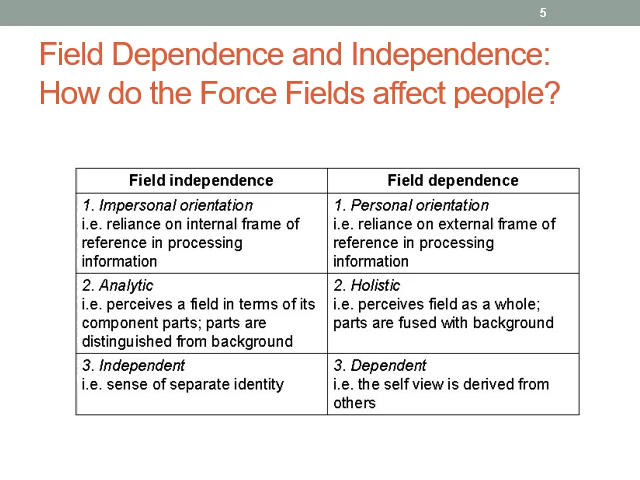 5
Field Dependence and Independence:
How do the Force Fields affect people?
Field independence
Field dependence
1. Impersonal orientation
i.e. reliance on internal frame of
reference in processing
information
1. Personal orientation
i.e. reliance on external frame of
reference in processing
information
2. Analytic
i.e. perceives a field in terms of its
component parts; parts are
distinguished from background
2. Holistic
i.e. perceives field as a whole;
parts are fused with background
3. Independent
i.e. sense of separate identity
3. Dependent
i.e. the self view is derived from
others